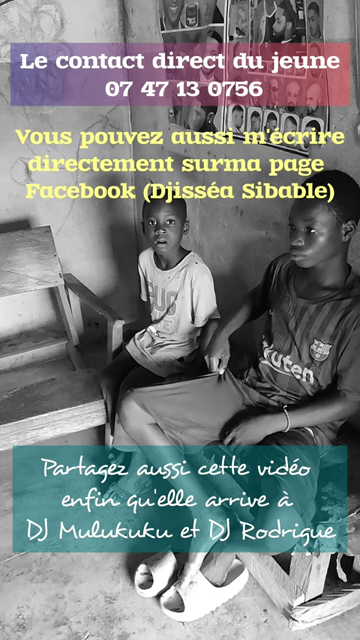 Le contact direct du jeune
07 47 13 0756
Vous pouvez aussi m'écrire
directement surma page
Facebook (Djisséa Sibable)
kuten
Partagez aussi cette vidéo
enfin qu'elle arrive à
DJ Mulukuku et DJ Rodrigue